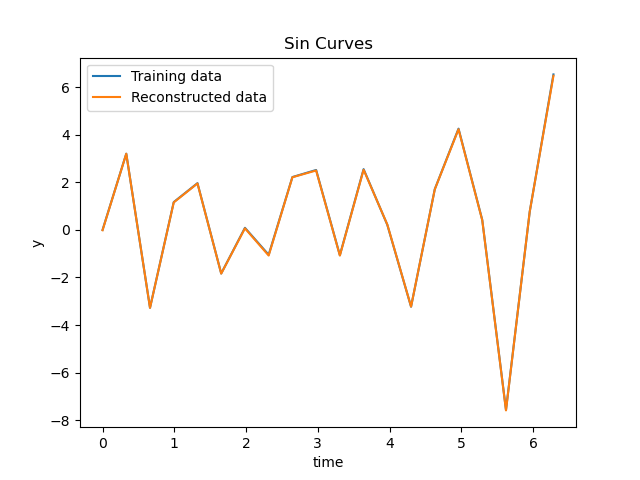 Sin Curves
Training data
Reconstructed data
6
4
2
0
−2
−4
−6
−8
y
0 1 2 3 4 5 6
time